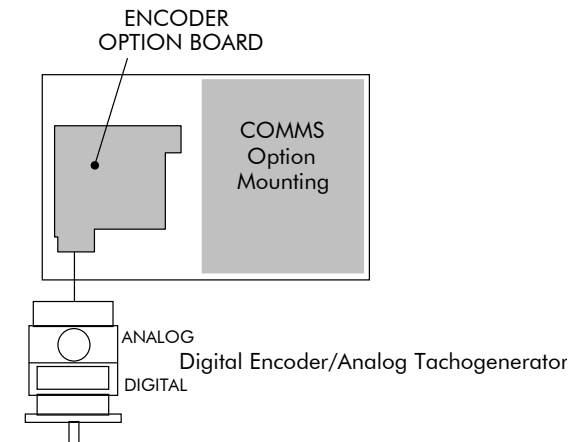 ENCODER
OPTION BOARD
COMMS
Option
Mounting
ANALOG
Digital Encoder/Analog Tachogenerator
DIGITAL